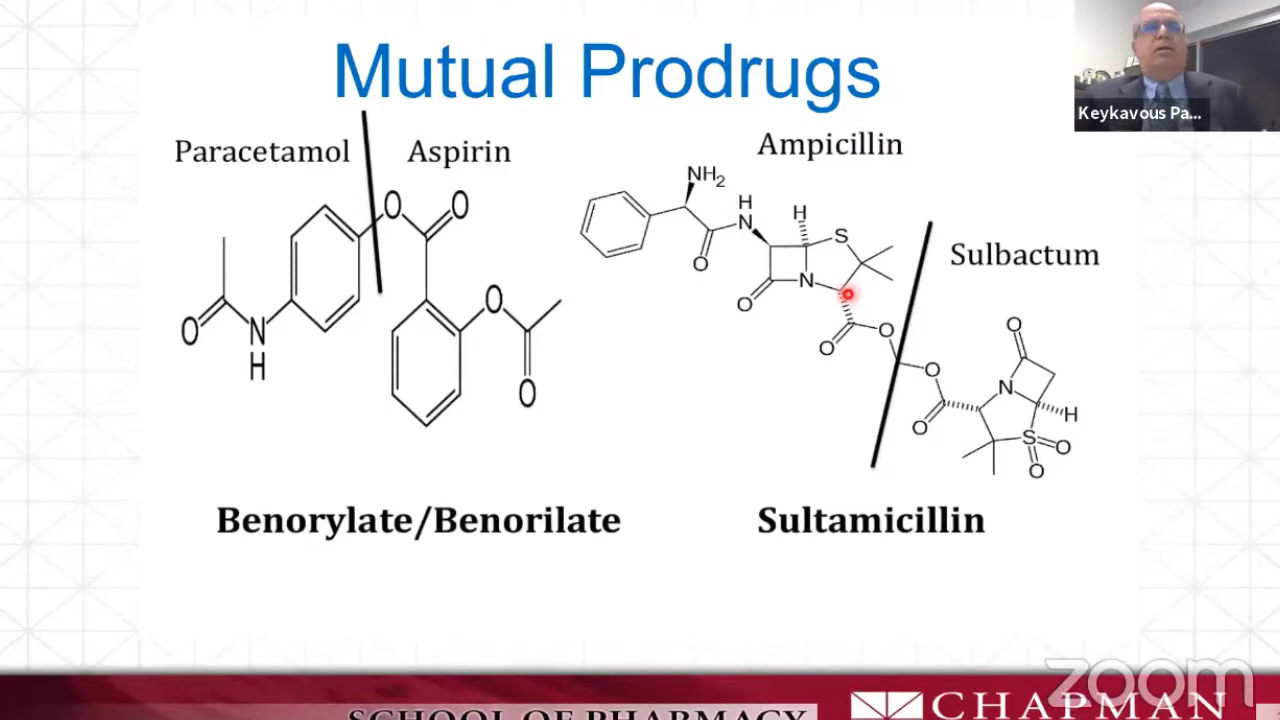 Mutual Prodrugs
Keykavous Pa...
Paracetamol
Aspirin
Ampicillin
Sulbactum
O
O
O
N
H
O
O
NH2
H
N
O
H
S
N
O
O
O
O
O
O
N
H
S
O
O
Benorylate/Benorilate
Sultamicillin
zoom
SCHOOL OF PHARMACY
CHAPMAN